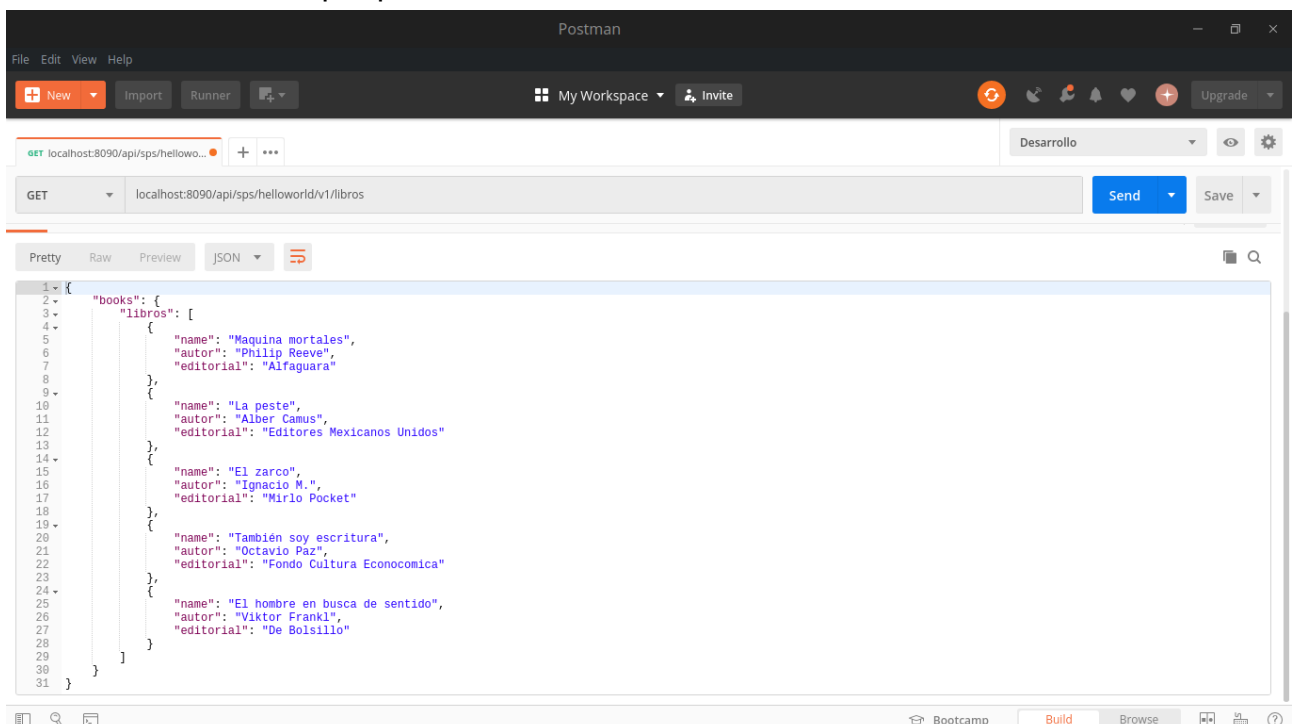 Postman
File Edit View Help
New Import Runner My Workspace Invite Upgrade
GET localhost:8090/api/sps/hellowo... Desarrollo
GET localhost:8090/api/sps/helloworld/v1/libros Send Save
Pretty Raw Preview JSON
1 {
2 "books": {
3 "libros": [
4 {
5 "name": "Maquina mortales",
6 "autor": "Philip Reeve",
7 "editorial": "Alfaguara"
8 },
9 {
10 "name": "La peste",
11 "autor": "Alber Camus",
12 "editorial": "Editores Mexicanos Unidos"
13 },
14 {
15 "name": "El zarco",
16 "autor": "Ignacio M.",
17 "editorial": "Mirlo Pocket"
18 },
19 {
20 "name": "También soy escritura",
21 "autor": "Octavio Paz",
22 "editorial": "Fondo Cultura Econocomica"
23 },
24 {
25 "name": "El hombre en busca de sentido",
26 "autor": "Viktor Frankl",
27 "editorial": "De Bolsillo"
28 }
29 ]
30 }
31 }
Bootcamp Build Browse